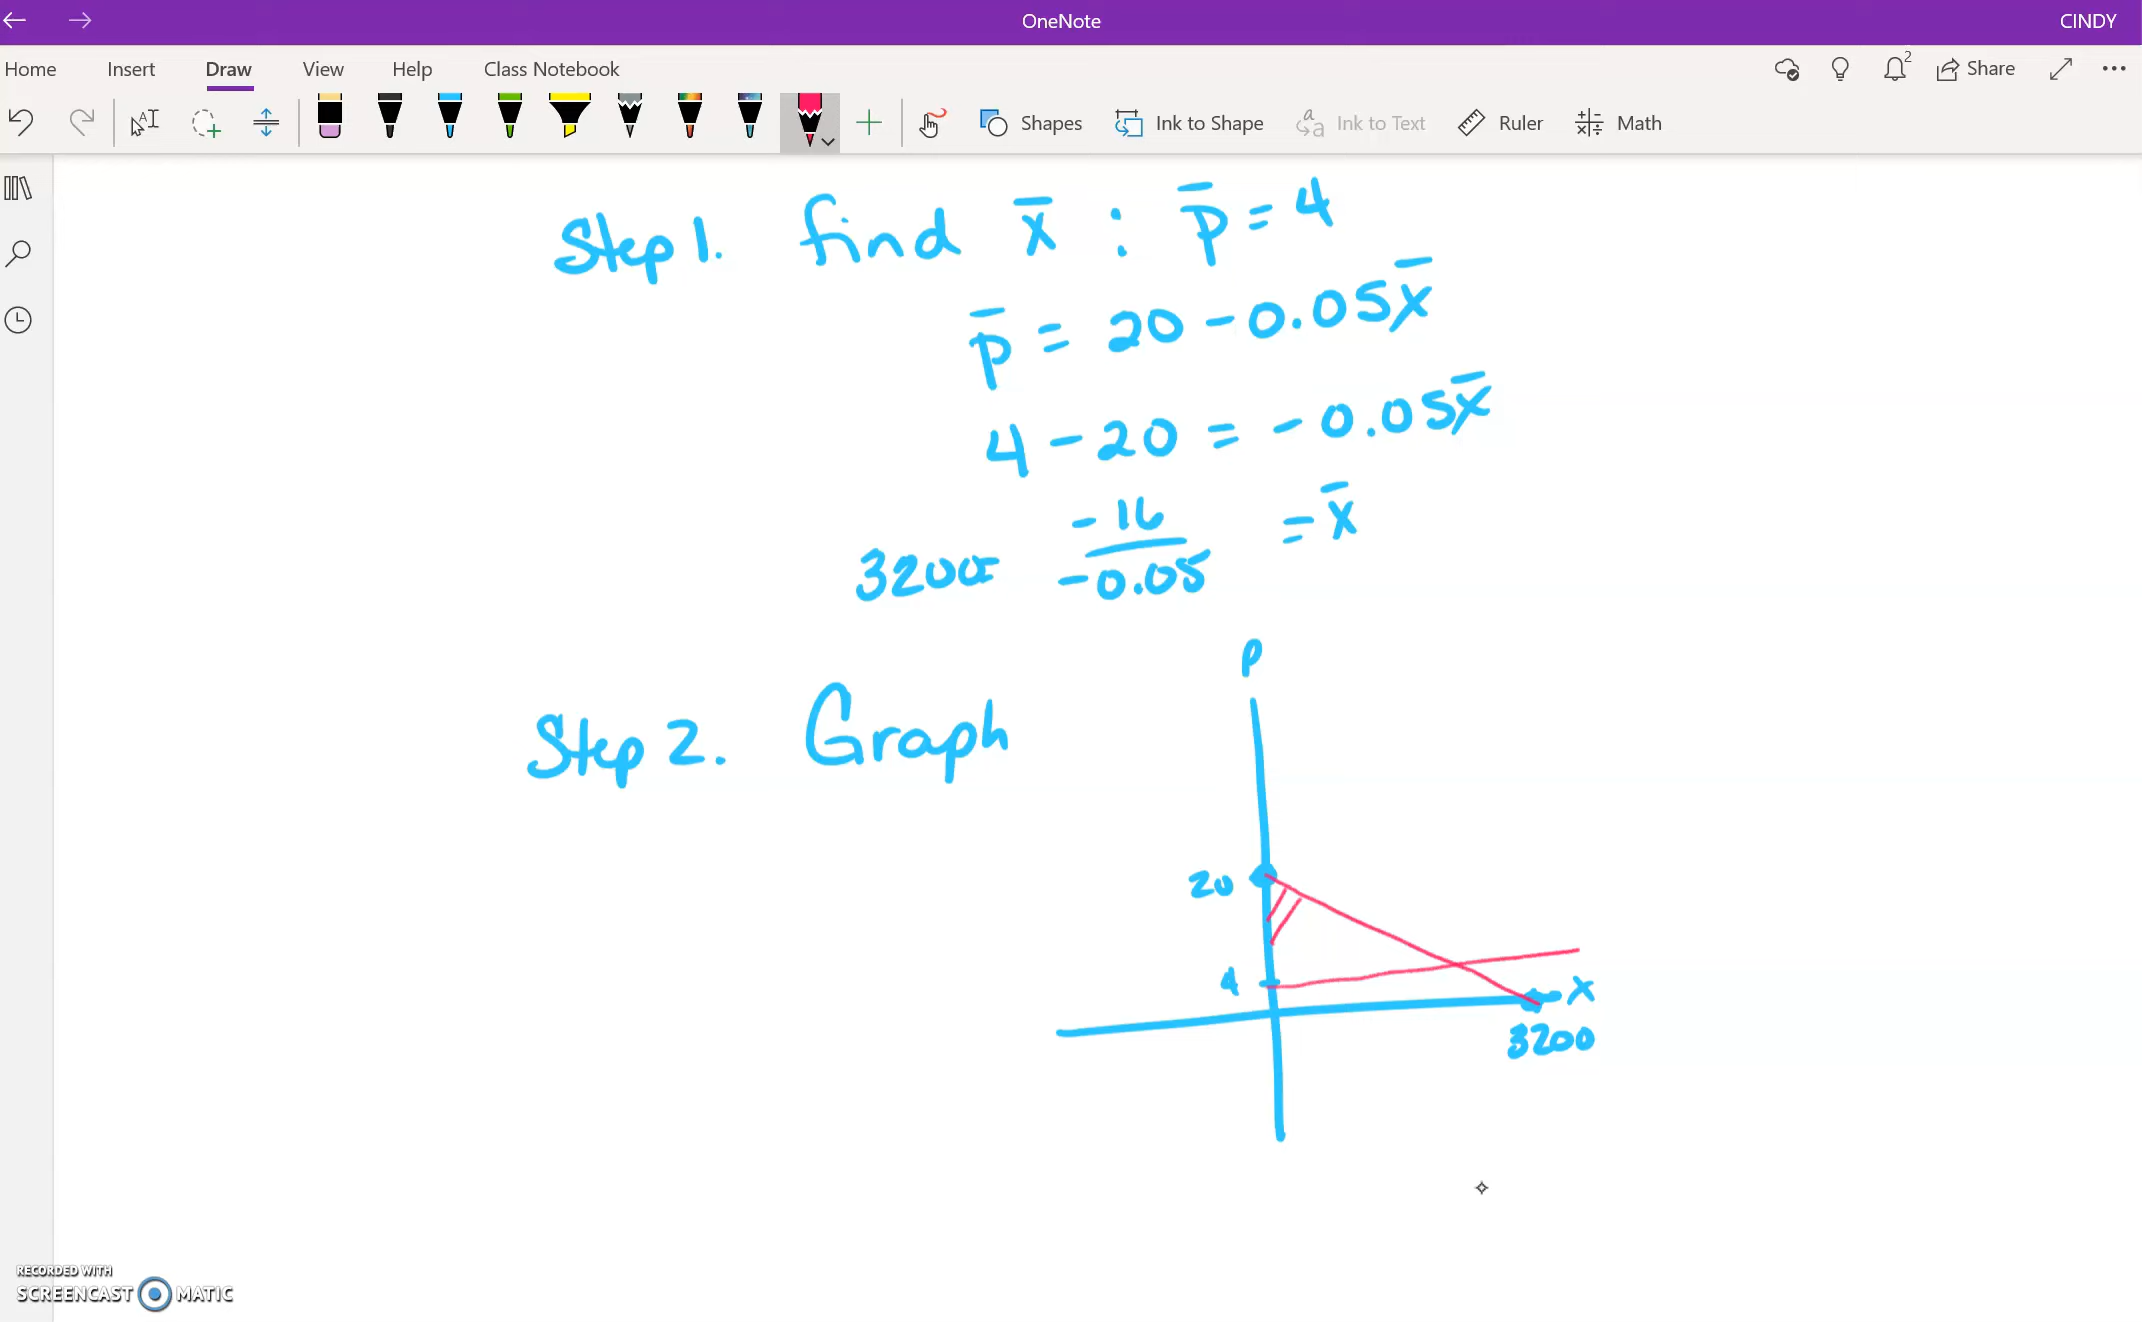 OneNote
CINDY
Home Insert Draw View Help Class Notebook
2 Share
Shapes Ink to Shape Ink to Text Ruler Math
Step 1. find x̄ : p̄ = 4
p̄ = 20 - 0.05x̄
4 - 20 = - 0.05x̄
3200= -16/-0.05 = x̄
Step 2. Graph
P
20
4
X
3200
RECORDED WITH
SCREENCAST MATIC